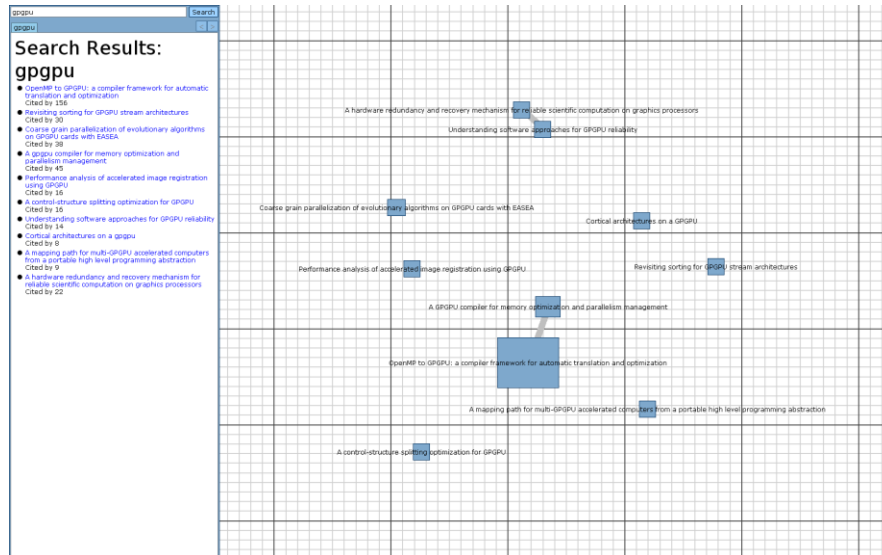 gpgpu
Search
gpgpu
Search Results:
gpgpu
OpenMP to GPGPU: a compiler framework for automatic
translation and optimization
Cited by 156
Revisiting sorting for GPGPU stream architectures
Cited by 30
Coarse grain parallelization of evolutionary algorithms
on GPGPU cards with EASEA
Cited by 38
A gpgpu compiler for memory optimization and
parallelism management
Cited by 45
Performance analysis of accelerated image registration
using GPGPU
Cited by 16
A control-structure splitting optimization for GPGPU
Cited by 16
Understanding software approaches for GPGPU reliability
Cited by 14
Cortical architectures on a gpgpu
Cited by 8
A mapping path for multi-GPGPU accelerated computers
from a portable high level programming abstraction
Cited by 9
A hardware redundancy and recovery mechanism for
reliable scientific computation on graphics processors
Cited by 22
A hardware redundancy and recovery mechanism for reliable scientific computation on graphics processors
Understanding software approaches for GPGPU reliability
Coarse grain parallelization of evolutionary algorithms on GPGPU cards with EASEA
Cortical architectures on a GPGPU
Performance analysis of accelerated image registration using GPGPU
Revisiting sorting for GPGPU stream architectures
A GPGPU compiler for memory optimization and parallelism management
OpenMP to GPGPU: a compiler framework for automatic translation and optimization
A mapping path for multi-GPGPU accelerated computers from a portable high level programming abstraction
A control-structure splitting optimization for GPGPU